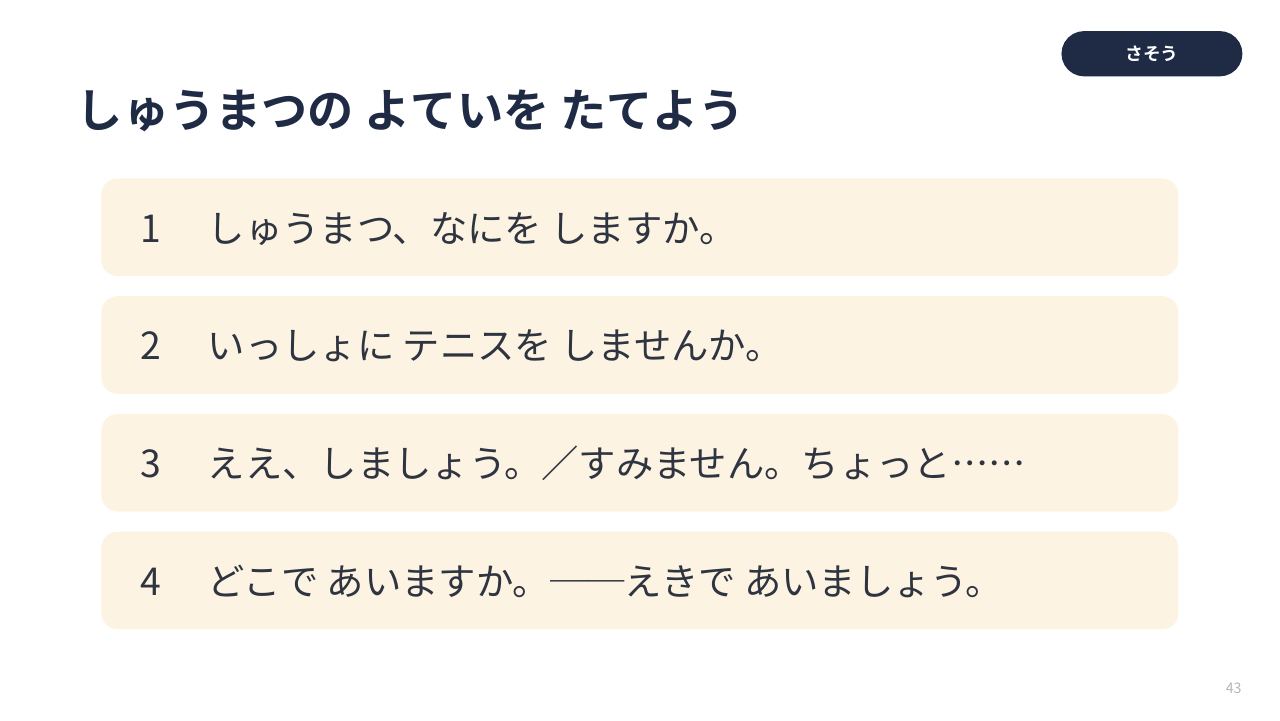 さそう
しゅうまつの よていを たてよう
1 しゅうまつ、なにを しますか。
2 いっしょに テニスを しませんか。
3 ええ、しましょう。／すみません。ちょっと……
4 どこで あいますか。――えきで あいましょう。
43